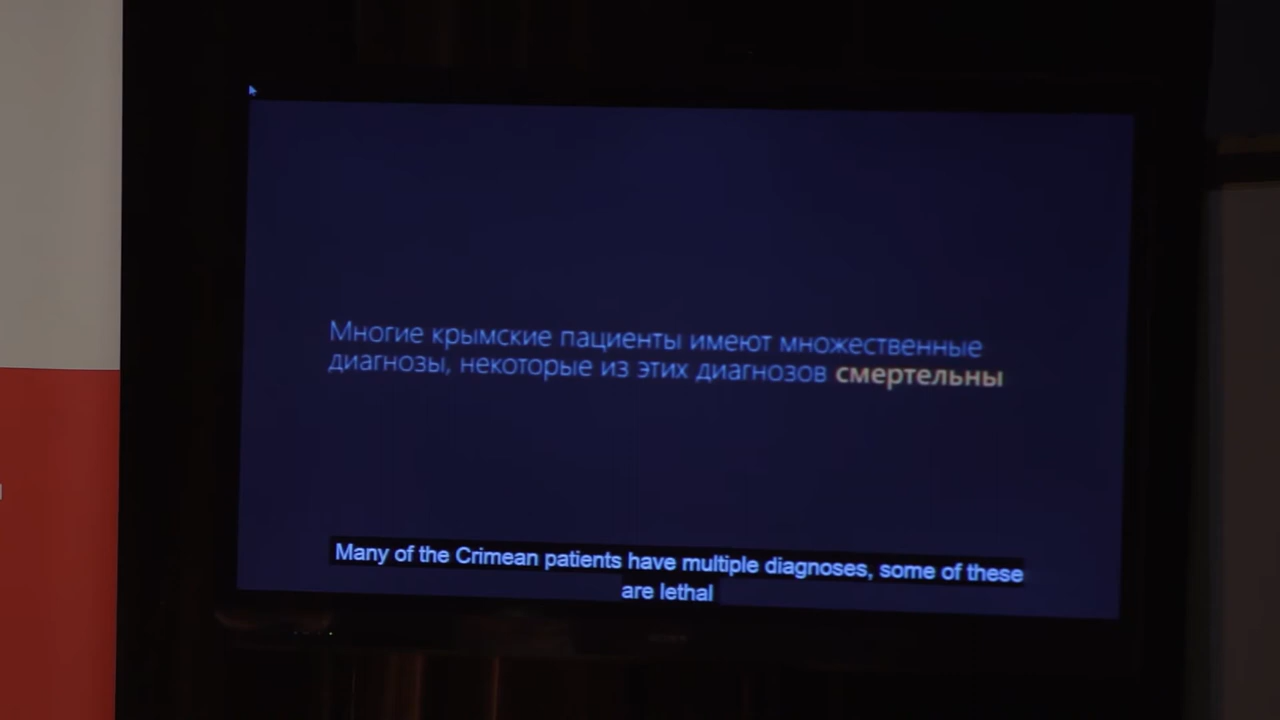 Многие крымские пациенты имеют множественные
диагнозы, некоторые из этих диагнозов смертельны
Many of the Crimean patients have multiple diagnoses, some of these
are lethal